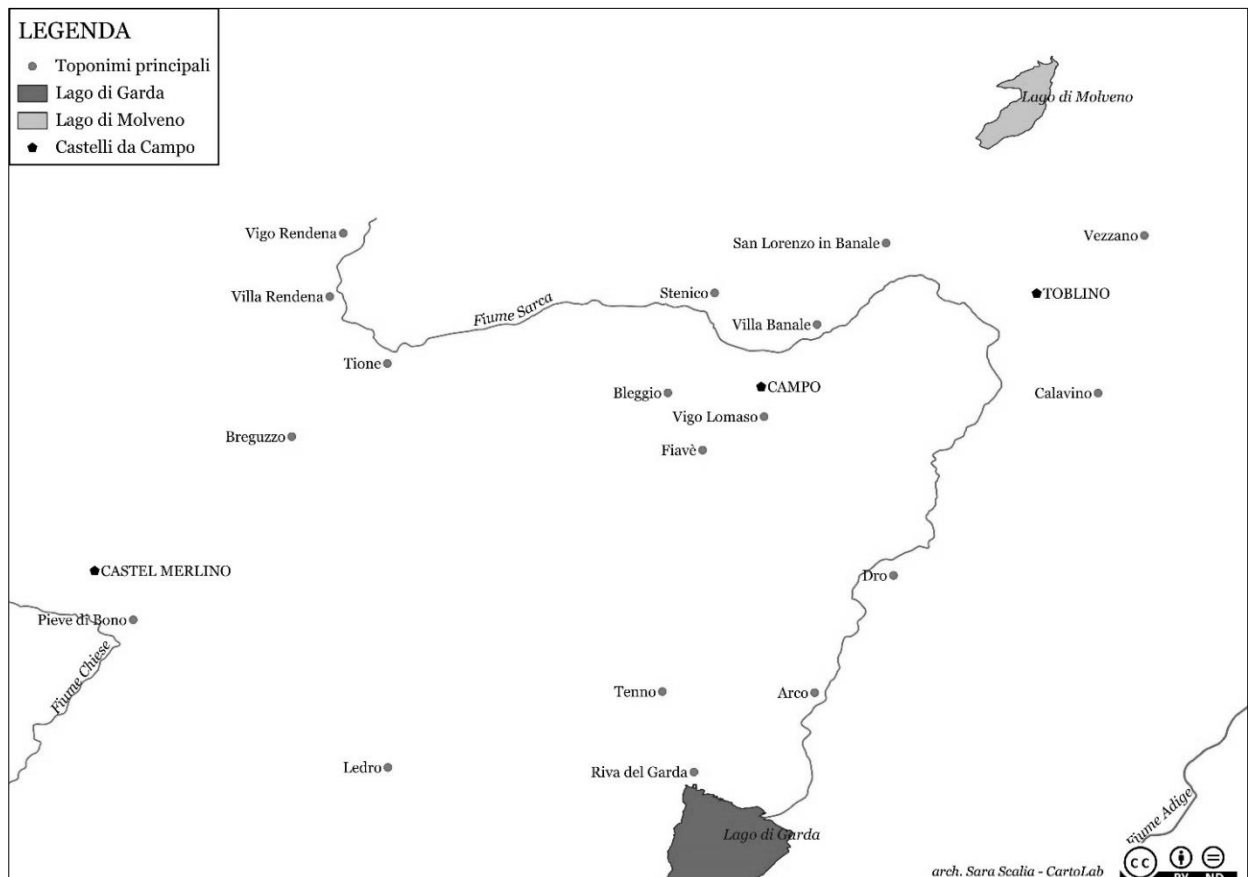 LEGENDA
Toponimi principali
Lago di Garda
Lago di Molveno
Castelli da Campo
Lago di Molveno
Vigo Rendena
San Lorenzo in Banale
Vezzano
Villa Rendena
Fiume Sarca
Stenico
TOBLINO
Villa Banale
Tione
Bleggio
CAMPO
Calavino
Vigo Lomaso
Breguzzo
Fiavè
CASTEL MERLINO
Dro
Pieve di Bono
Fiume Chiese
Tenno
Arco
Ledro
Riva del Garda
Fiume Adige
Lago di Garda
arch. Sara Scalia - CartoLab
cc
BY ND